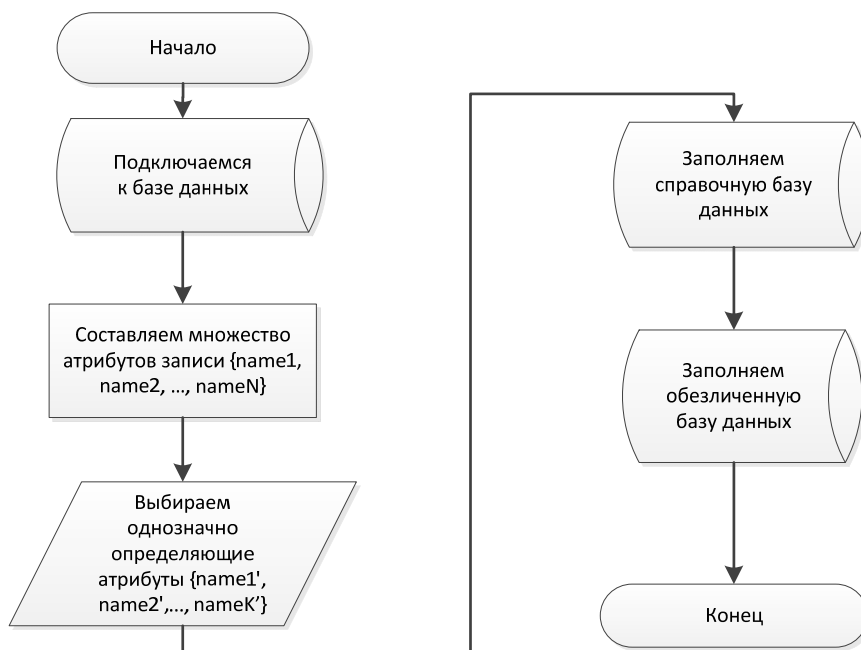 Начало
Подключаемся
к базе данных
Составляем множество
атрибутов записи {name1,
name2, ..., nameN}
Выбираем
однозначно
определяющие
атрибуты {name1',
name2',..., nameK’}
Заполняем
справочную базу
данных
Заполняем
обезличенную
базу данных
Конец